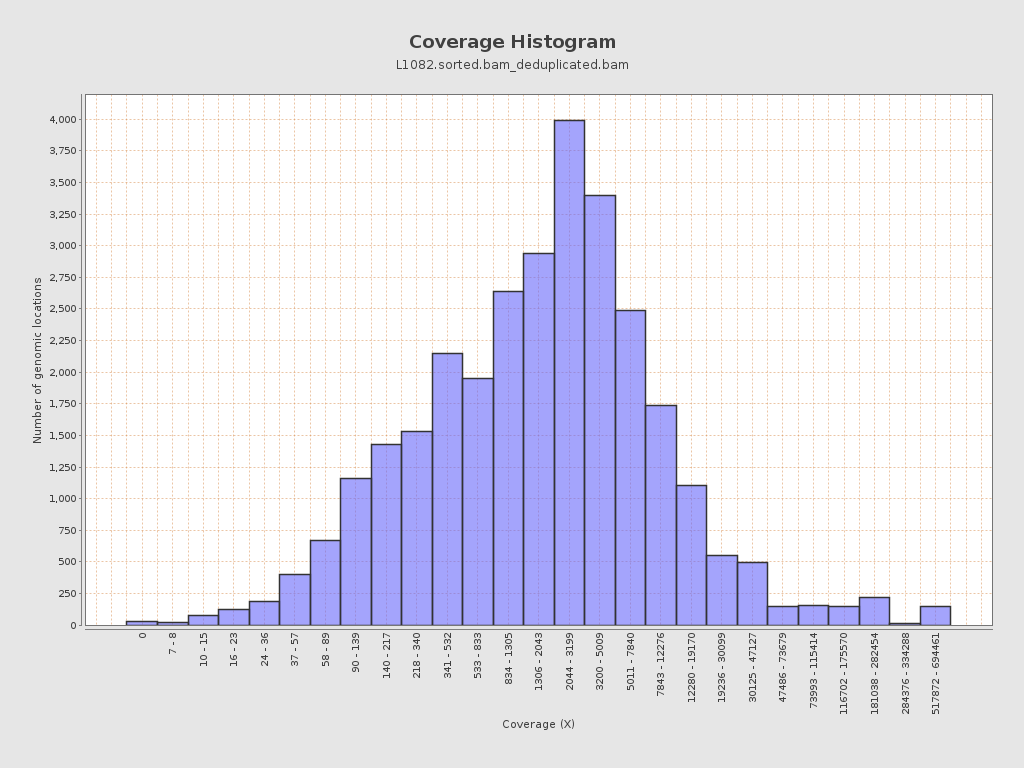 Coverage Histogram
L1082.sorted.bam_deduplicated.bam
Number of genomic locations
4,000
3,750
3,500
3,250
3,000
2,750
2,500
2,250
2,000
1,750
1,500
1,250
1,000
750
500
250
0
0
7 - 8
10 - 15
16 - 23
24 - 36
37 - 57
58 - 89
90 - 139
140 - 217
218 - 340
341 - 532
533 - 833
834 - 1305
1306 - 2043
2044 - 3199
3200 - 5009
5011 - 7840
7843 - 12276
12280 - 19170
19236 - 30099
30125 - 47127
47486 - 73679
73993 - 115414
116702 - 175570
181038 - 282454
284376 - 334288
517872 - 694461
Coverage (X)